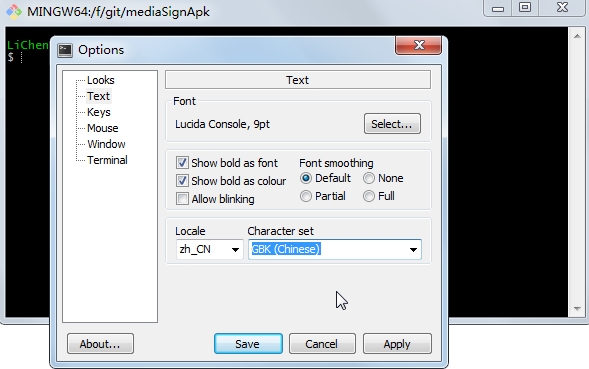 MINGW64:/f/git/mediaSignApk
LiChen
$
Options
Looks
Text
Keys
Mouse
Window
Terminal
Text
Font
Lucida Console, 9pt
Select...
Show bold as font
Show bold as colour
Allow blinking
Font smoothing
Default
None
Partial
Full
Locale
zh_CN
Character set
GBK (Chinese)
About...
Save
Cancel
Apply